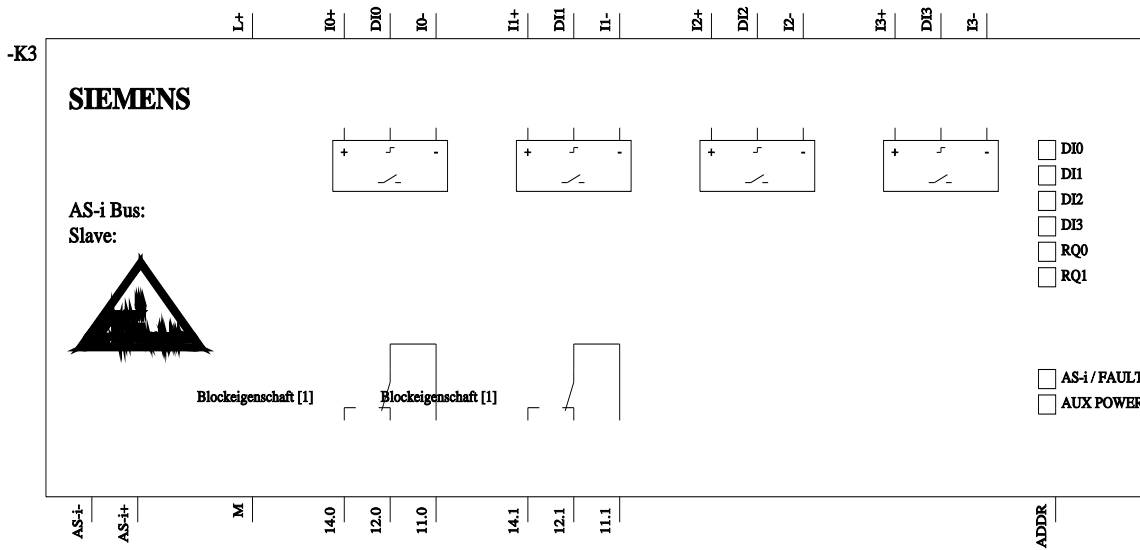 L+ I0+ DI0 I0- I1+ DI1 I1- I2+ DI2 I2- I3+ DI3 I3-
-K3
SIEMENS
+ - + - + - + -
DI0
DI1
DI2
DI3
RQ0
RQ1
AS-i Bus:
Slave:
AS-i / FAULT
AUX POWER
Blockeigenschaft [1] Blockeigenschaft [1]
AS-i- AS-i+ M 14.0 12.0 11.0 14.1 12.1 11.1 ADDR